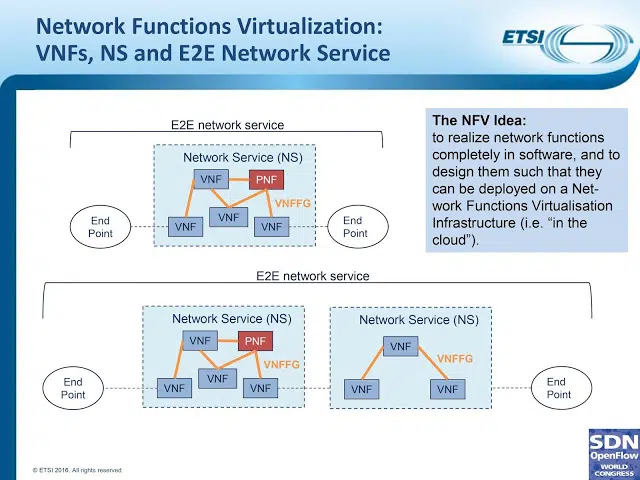 Network Functions Virtualization:
VNFs, NS and E2E Network Service
ETSI
The NFV Idea:
to realize network functions
completely in software, and to
design them such that they
can be deployed on a Net-
work Functions Virtualisation
Infrastructure (i.e. “in the
cloud”).
E2E network service
Network Service (NS)
VNF
PNF
VNFFG
End
Point
VNF
VNF
VNF
End
Point
E2E network service
Network Service (NS)
VNF
PNF
VNFFG
End
Point
VNF
VNF
VNF
Network Service (NS)
VNF
VNFFG
VNF
VNF
End
Point
© ETSI 2016. All rights reserved
SDN
OpenFlow
WORLD
CONGRESS